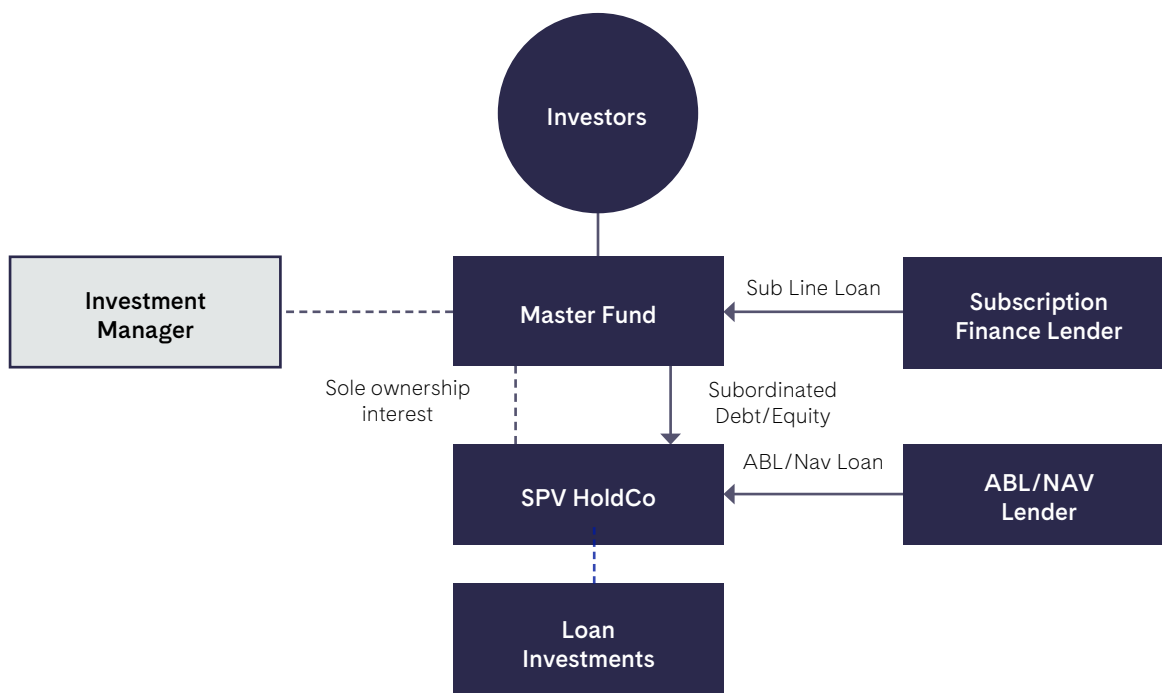 Investors
Investment
Manager
Master Fund
Sub Line Loan
Subscription
Finance Lender
Sole ownership
interest
Subordinated
Debt/Equity
SPV HoldCo
ABL/Nav Loan
ABL/NAV
Lender
Loan
Investments